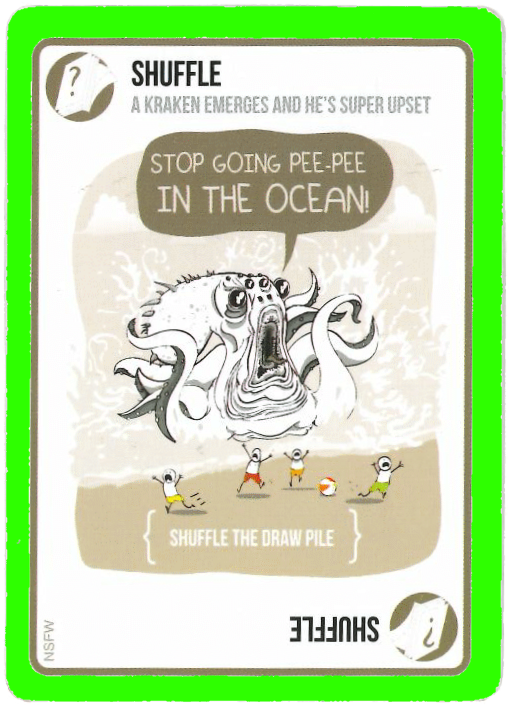 ?
SHUFFLE
A KRAKEN EMERGES AND HE'S SUPER UPSET
STOP GOING PEE-PEE
IN THE OCEAN!
SHUFFLE THE DRAW PILE
NSFW
SHUFFLE
?